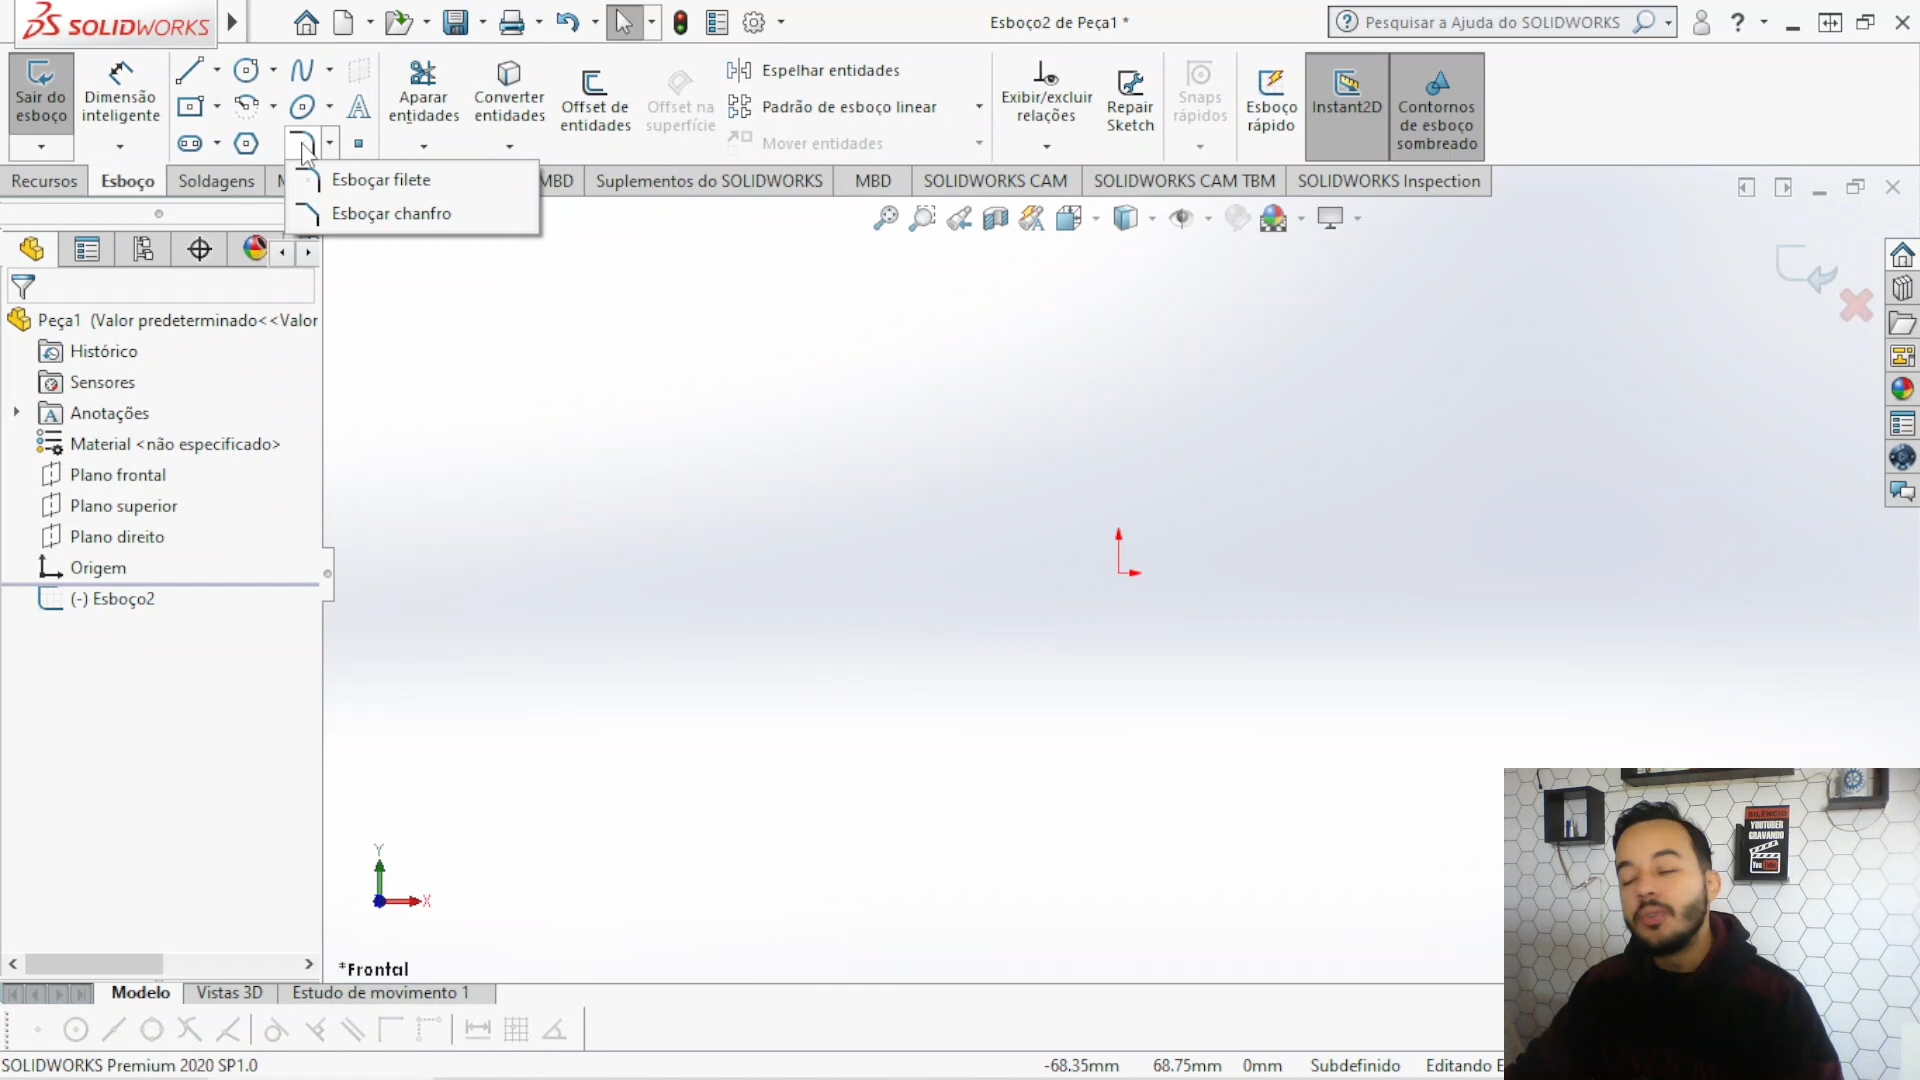 SOLIDWORKS
Esboço2 de Peça1 *
Pesquisar a Ajuda do SOLIDWORKS
Sair do esboço
Dimensão inteligente
Aparar entidades
Converter entidades
Offset de entidades
Offset na superfície
Espelhar entidades
Padrão de esboço linear
Mover entidades
Exibir/excluir relações
Repair Sketch
Snaps rápidos
Esboço rápido
Instant2D
Contornos de esboço sombreado
Esboçar filete
Esboçar chanfro
Recursos
Esboço
Soldagens
MBD
Suplementos do SOLIDWORKS
MBD
SOLIDWORKS CAM
SOLIDWORKS CAM TBM
SOLIDWORKS Inspection
Peça1 (Valor predeterminado<<Valor
Histórico
Sensores
Anotações
Material <não especificado>
Plano frontal
Plano superior
Plano direito
Origem
(-) Esboço2
Y
X
*Frontal
SILÊNCIO
YOUTUBER
GRAVANDO
You Tube
Modelo
Vistas 3D
Estudo de movimento 1
SOLIDWORKS Premium 2020 SP1.0
-68.35mm
68.75mm
0mm
Subdefinido
Editando E